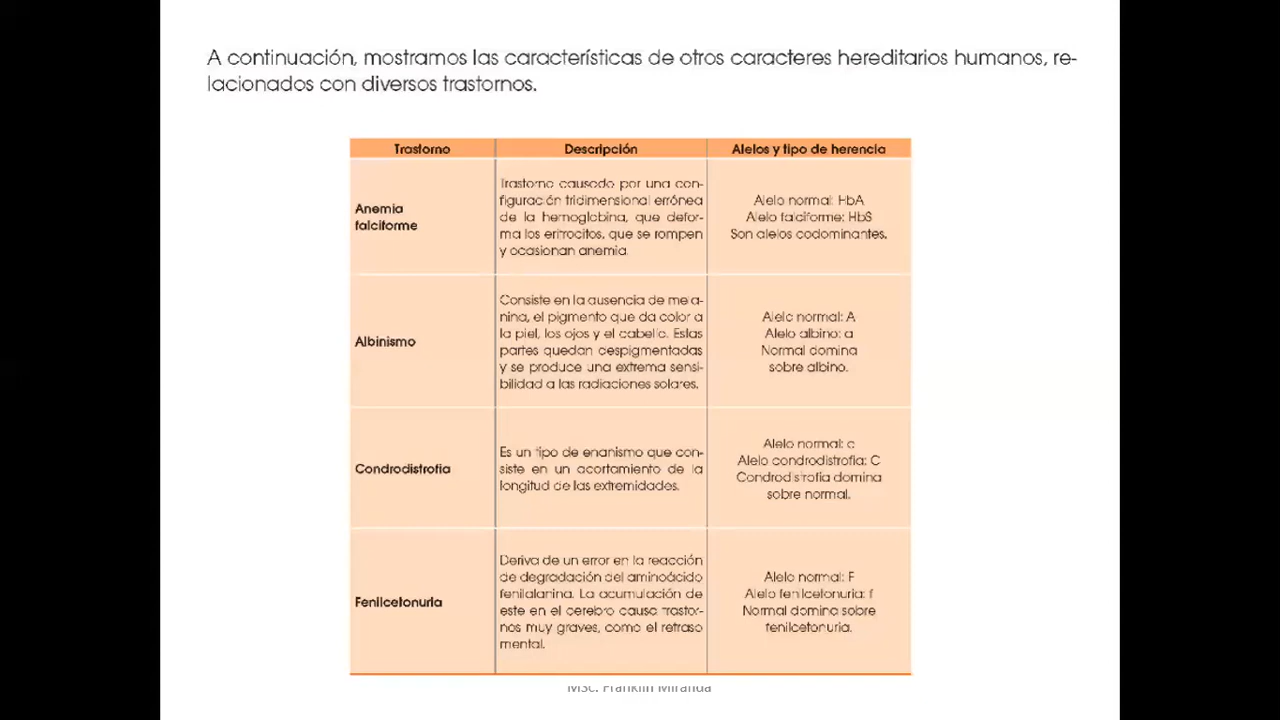 A continuación, mostramos las características de otros caracteres hereditarios humanos, re-
lacionados con diversos trastornos.
Trastorno
Descripción
Alelos y tipo de herencia
Anemia
falciforme
Trastorno causado por una con-
figuración tridimensional errónea
de la hemoglobina, que defor-
ma los eritrocitos, que se rompen
y ocasionan anemia
Alelo normal: HbA
Alelo falciforme: HbS
Son alelos codominantes.
Albinismo
Consiste en la ausencia de mela-
nina, el pigmento que da color a
la piel, los ojos y el cabello. Estas
partes quedan despigmentadas
y se produce una extrema sensi-
bilidad a las radiaciones solares.
Alelo normal: A
Alelo albino: a
Normal domina
sobre albino.
Condrodistrofia
Es un tipo de enanismo que con-
siste en un acortamiento de la
longitud de las extremidades.
Alelo normal: c
Alelo condrodistrofia: C
Condrodistrofia domina
sobre normal.
Fenilcetonuria
Deriva de un error en la reacción
de degradación del aminoácido
fenilalanina. La acumulación de
este en el cerebro causa trastor-
nos muy graves, como el retraso
mental.
Alelo normal: F
Alelo fenilcetonuria: f
Normal domina sobre
fenilcetonuria.
MSc. Franklin Miranda